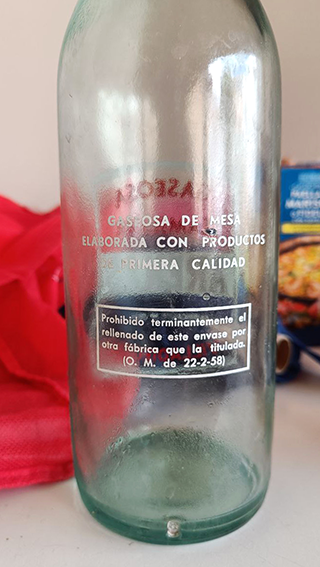 GASEOSA DE MESA
ELABORADA CON PRODUCTOS
DE PRIMERA CALIDAD
Prohibido terminantemente el
rellenado de este envase por
otra fábrica que la titulada.
(O. M. de 22-2-58)